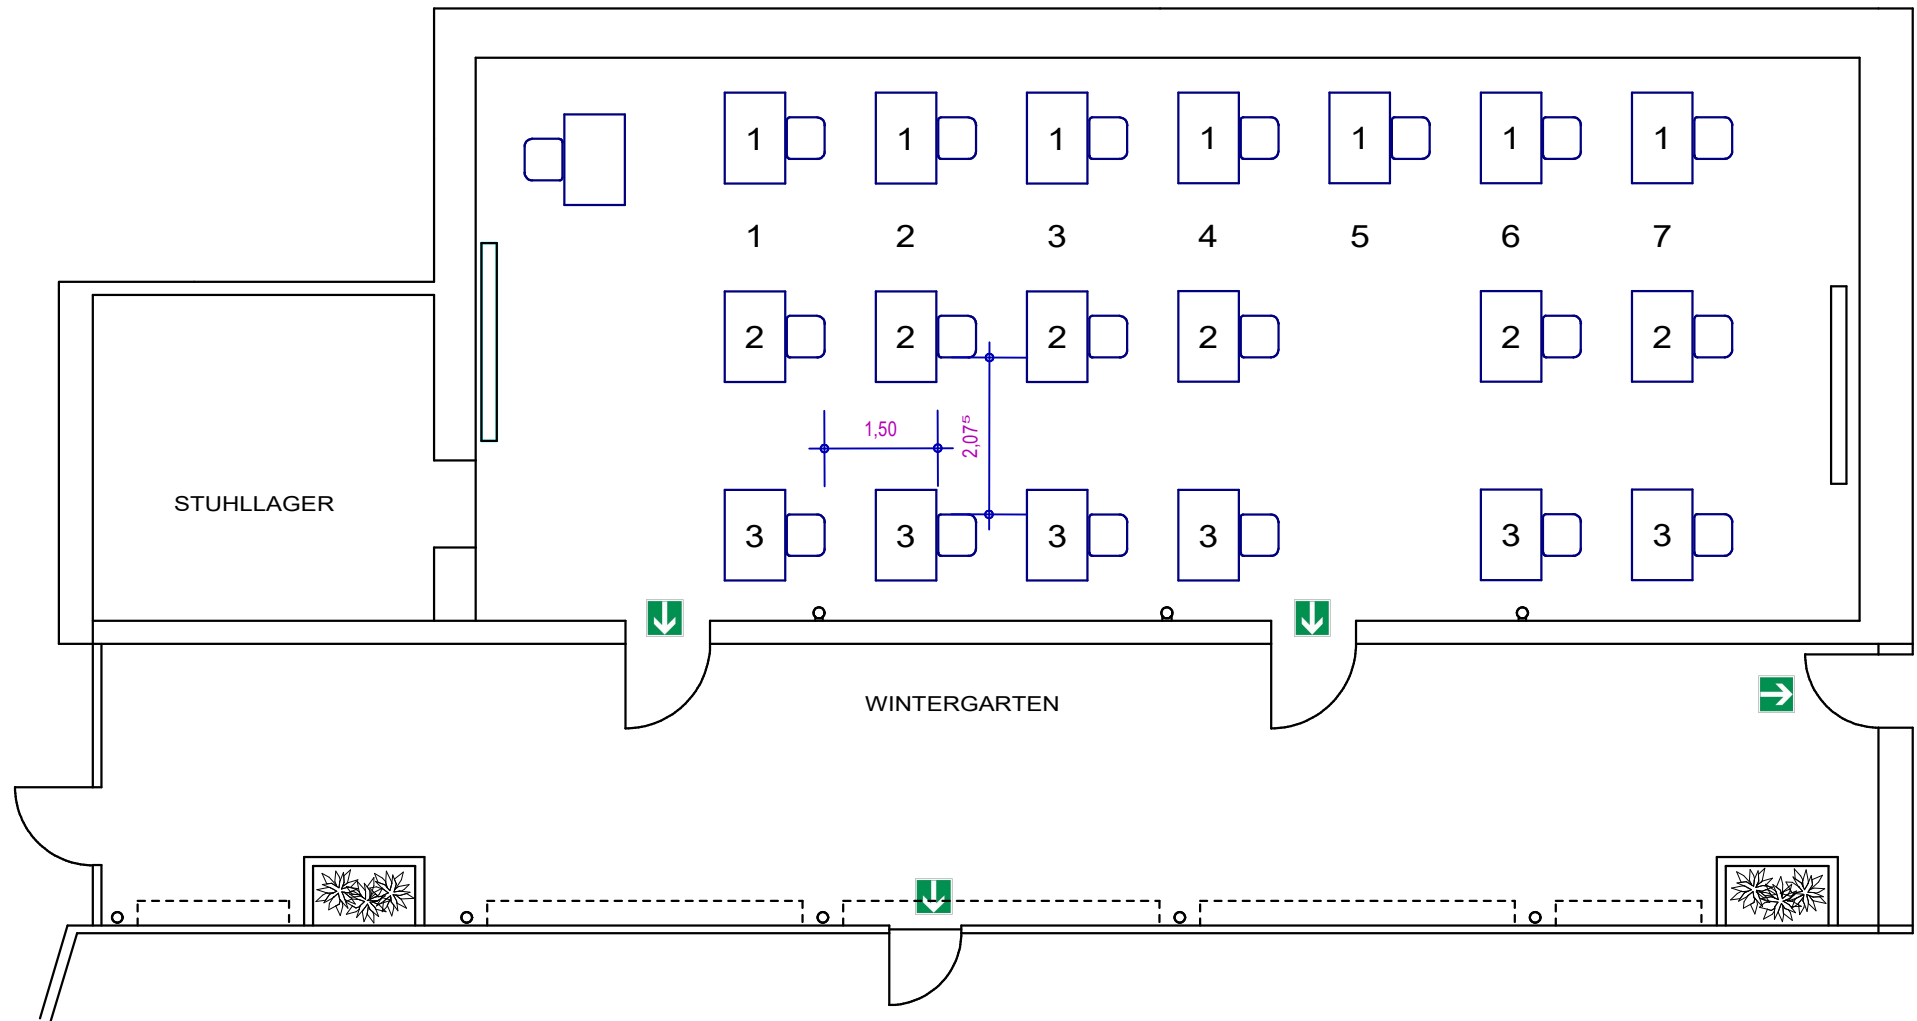 1 1 1 1 1 1 1
1 2 3 4 5 6 7
2 2 2 2 2 2
1,50
2,07⁵
STUHLLAGER
3 3 3 3 3 3
WINTERGARTEN